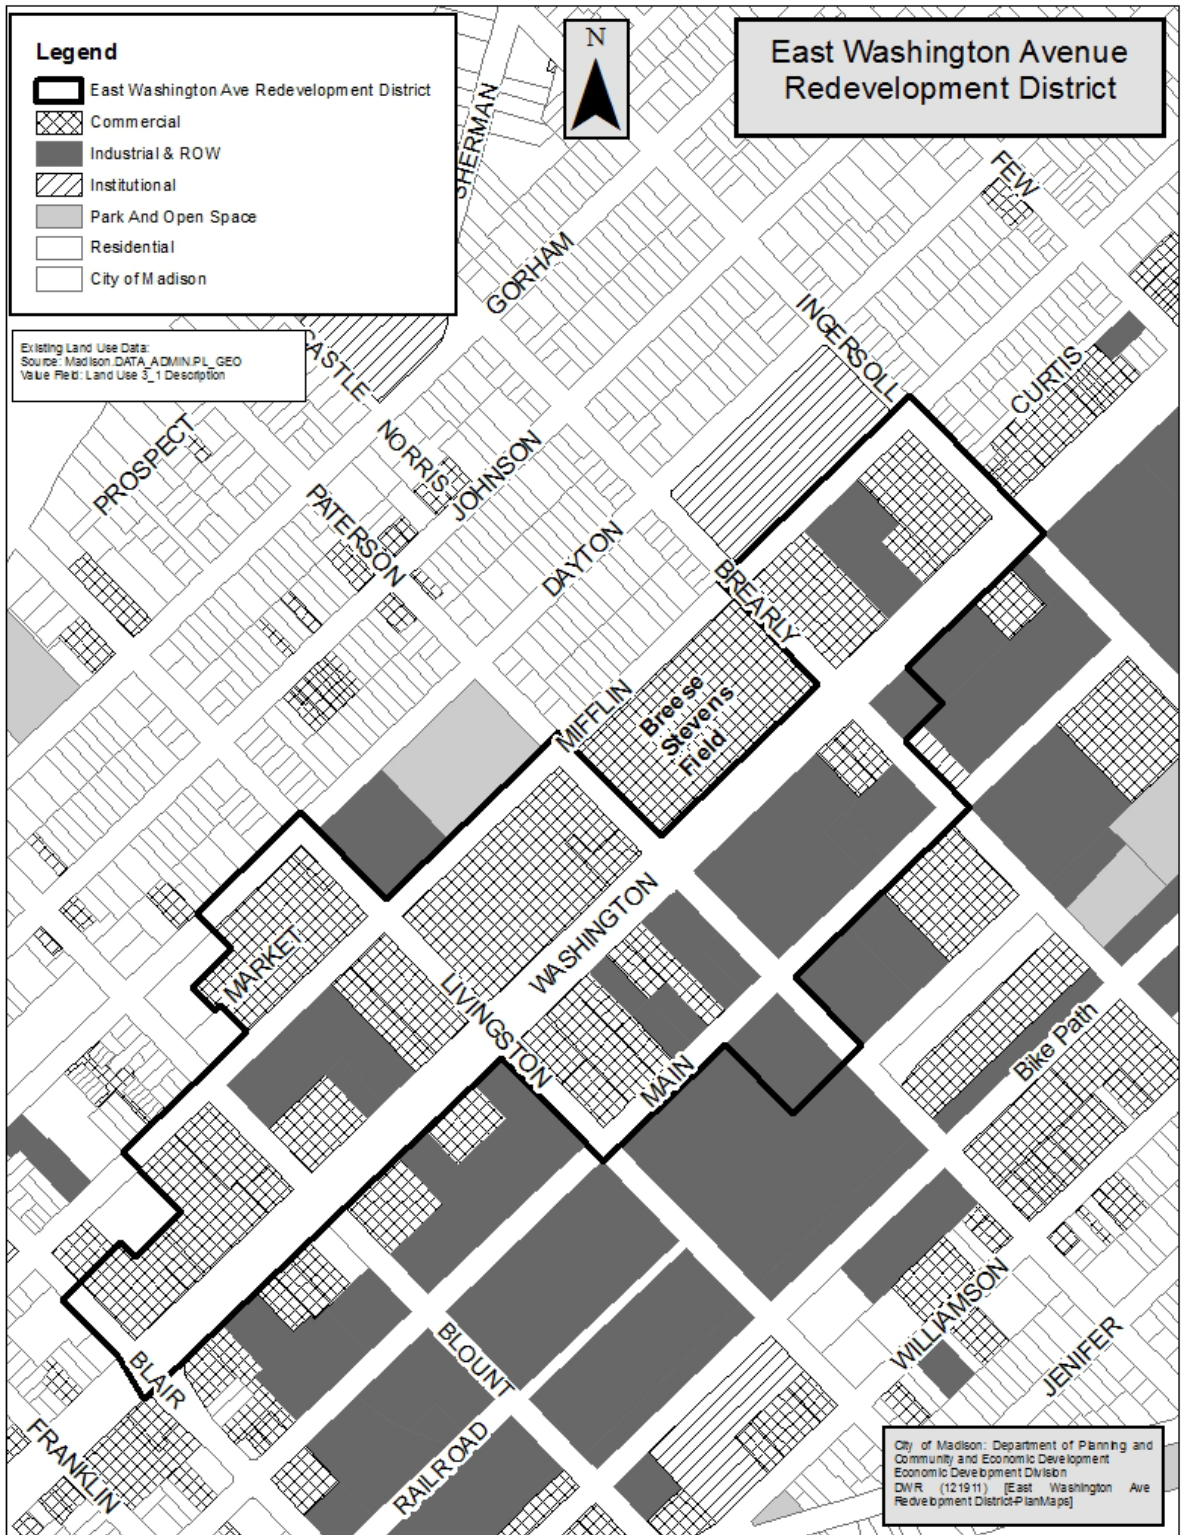 Legend
East Washington Ave Redevelopment District
Commercial
Industrial & ROW
Institutional
Park And Open Space
Residential
City of Madison
Existing Land Use Data:
Source: Madison.DATA_ADMIN.PL_GEO
Value Field: Land Use 3_1 Description
N
East Washington Avenue
Redevelopment District
SHERMAN
FEW
GORHAM
INGERSOLL
CASTLE
CURTIS
PROSPECT
NORRIS
JOHNSON
PATERSON
DAYTON
BREARLY
MIFFLIN
Breese
Stevens
Field
WASHINGTON
MARKET
LIVINGSTON
MAIN
Bike Path
WILLIAMSON
BLAIR
BLOUNT
JENIFER
FRANKLIN
RAILROAD
City of Madison: Department of Planning and
Community and Economic Development
Economic Development Division
DWR (121911) [East Washington Ave
Redvelopment District-PlanMaps]